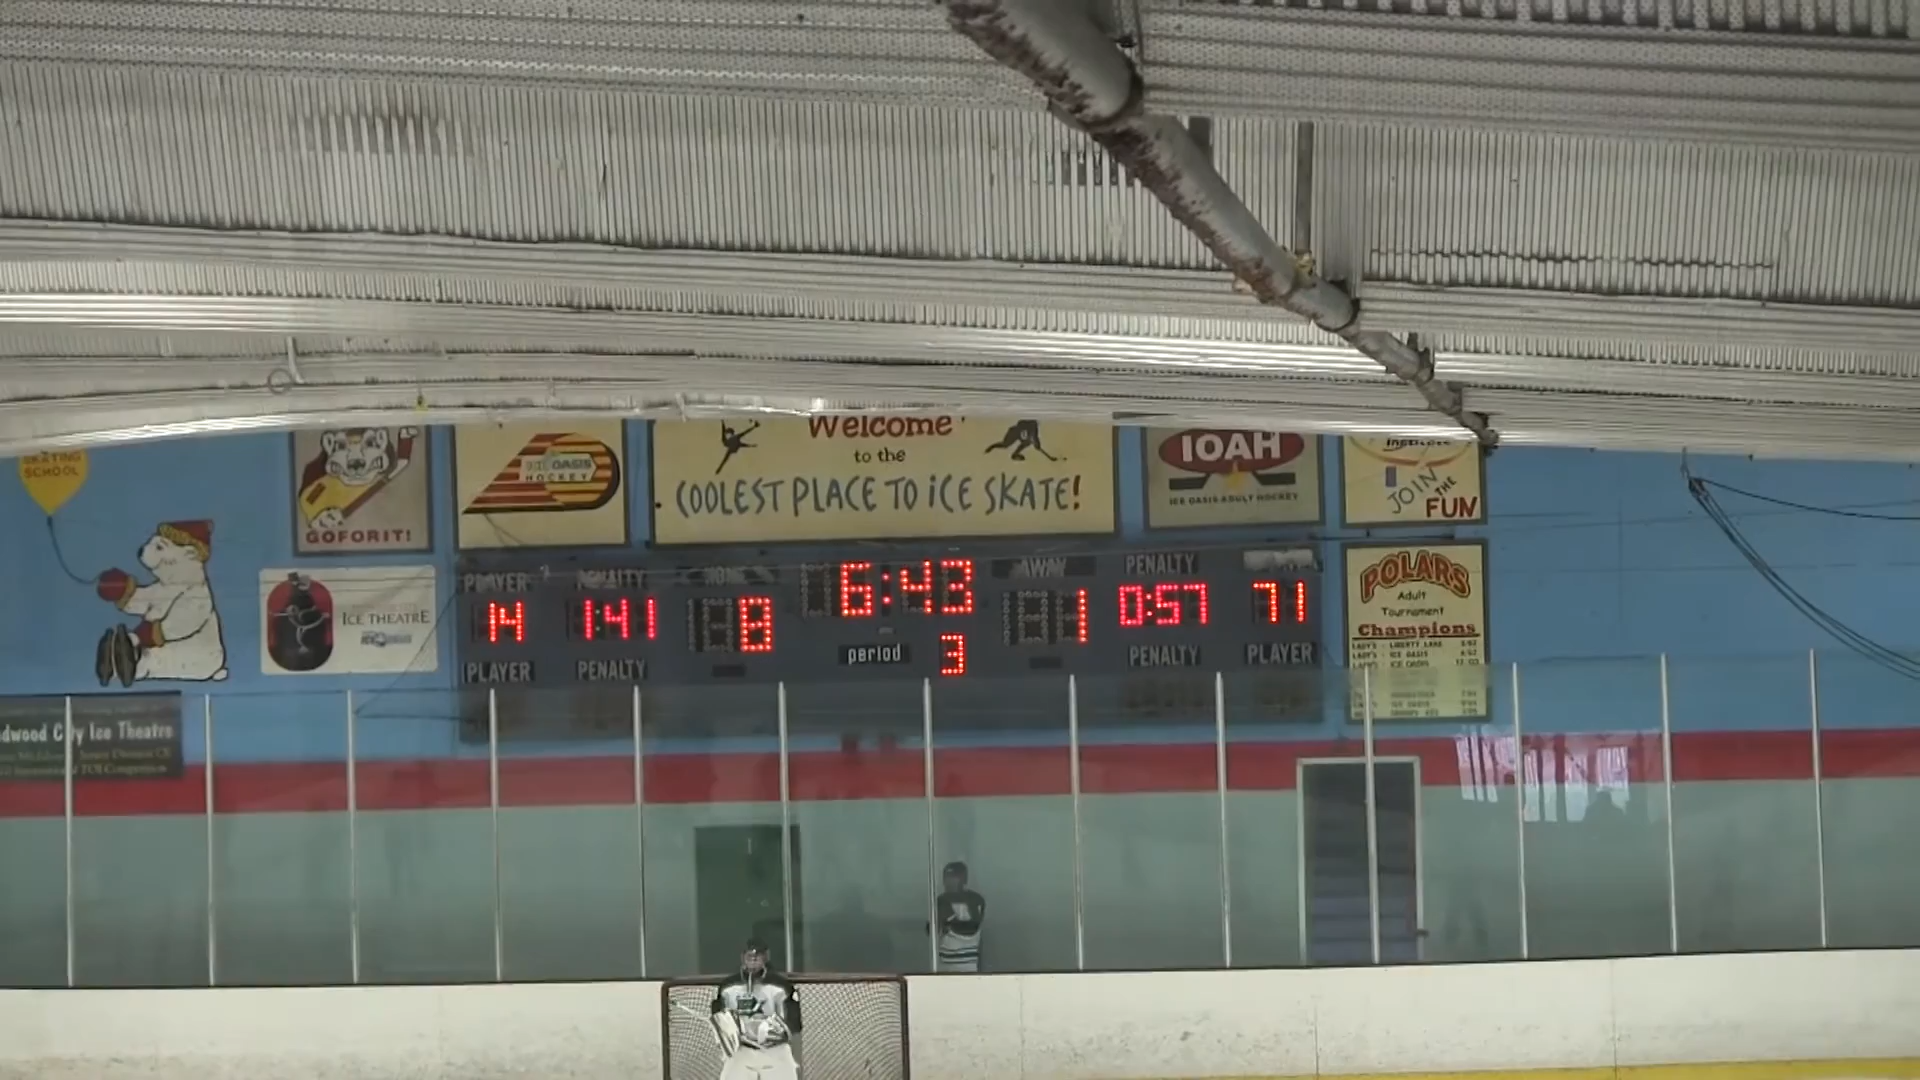 SKATING
SCHOOL
GOFORIT!
ICE OASIS
HOCKEY
Welcome
to the
COOLEST PLACE TO iCE SKATE!
IOAH
ICE OASIS ADULT HOCKEY
Institute
JOIN THE
FUN
ICE THEATRE
PLAYER PENALTY HOME 6:43 AWAY PENALTY
14 1:41 8 1 0:57 71
period 3
PLAYER PENALTY PENALTY PLAYER
POLARS
Adult
Tournament
Champions
dwood City Ice Theatre